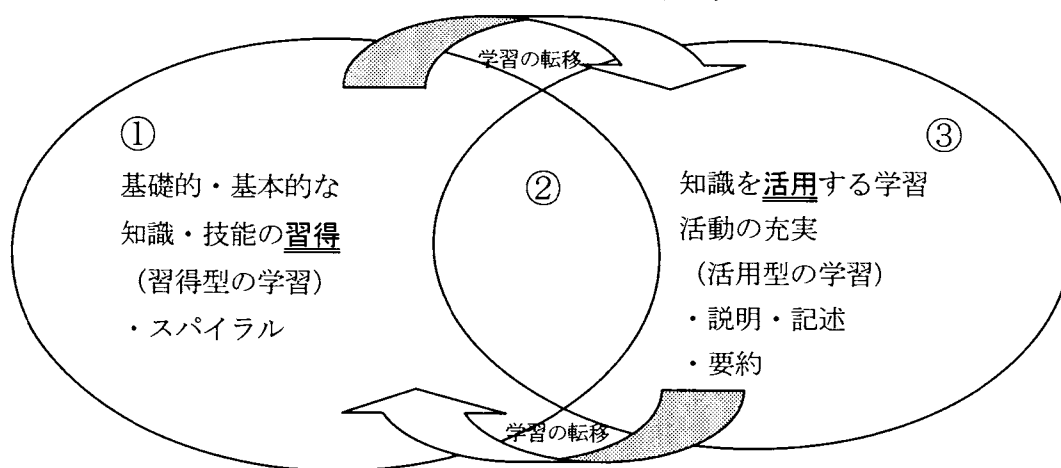 学習の転移
①
基礎的・基本的な
知識・技能の習得
(習得型の学習)
・スパイラル
②
③
知識を活用する学習
活動の充実
(活用型の学習)
・説明・記述
・要約
学習の転移